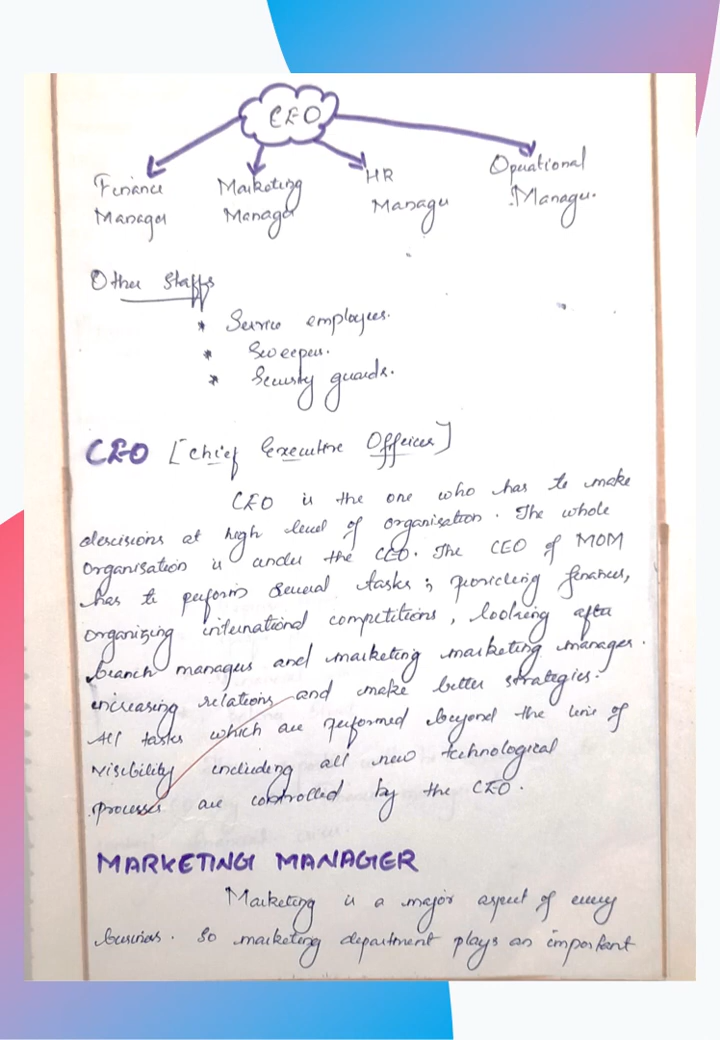 CEO
Finance Manager
Marketing Manager
HR Manager
Operational Manager.
Other Staffs
* Service employees.
* Sweepers.
* Security guards.
CEO [Chief Executive Officer]
CEO is the one who has to make
descisions at high level of organisation. The whole
Organisation is under the CEO. The CEO of MOM
has to perform several tasks; providing finances,
organizing international competitions, looking after
branch managers and marketing marketing manager.
increasing relations and make better strategies.
All tasks which are performed beyond the line of
visibility including all new technological
processes are controlled by the CEO.
MARKETING MANAGER
Marketing is a major aspect of every
business. So marketing department plays an important